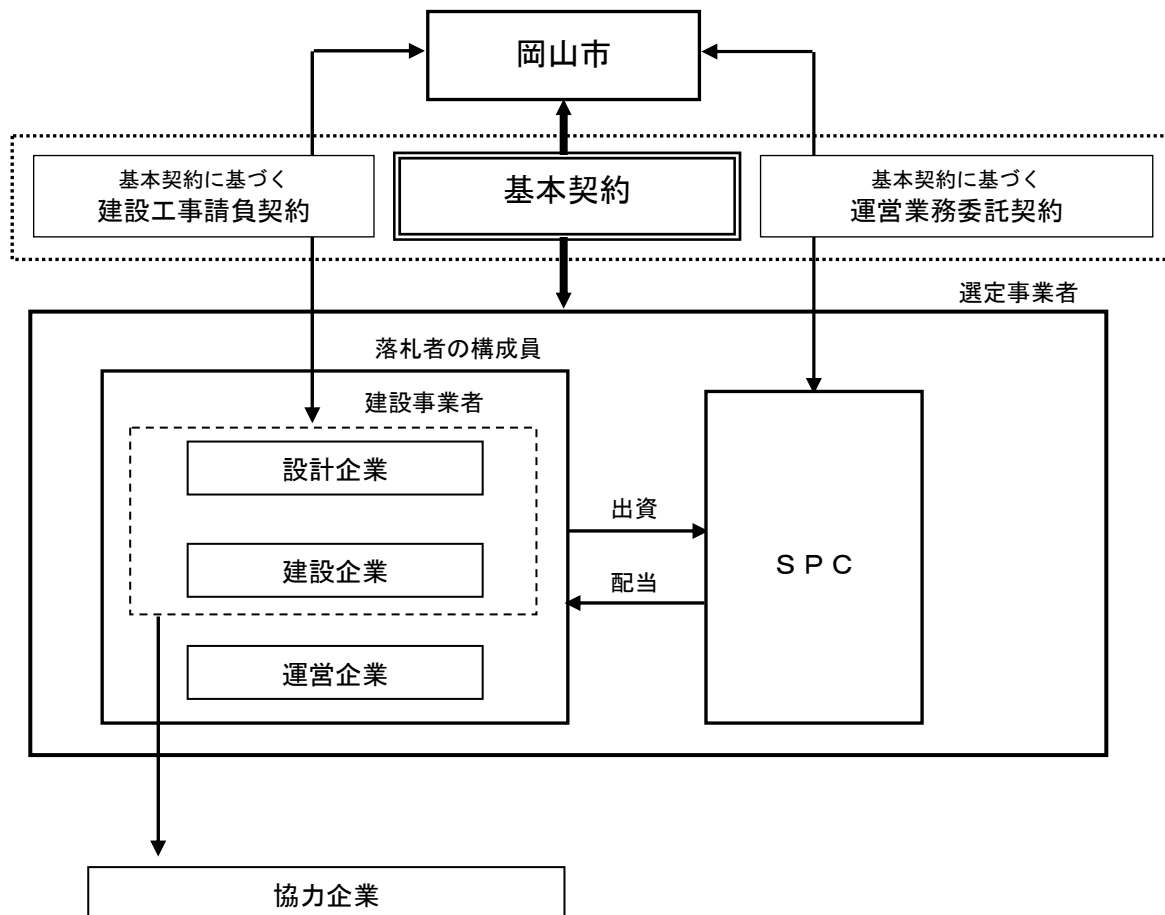 岡山市
基本契約に基づく
建設工事請負契約
基本契約
基本契約に基づく
運営業務委託契約
選定事業者
落札者の構成員
建設事業者
設計企業
建設企業
運営企業
出資
配当
ＳＰＣ
協力企業